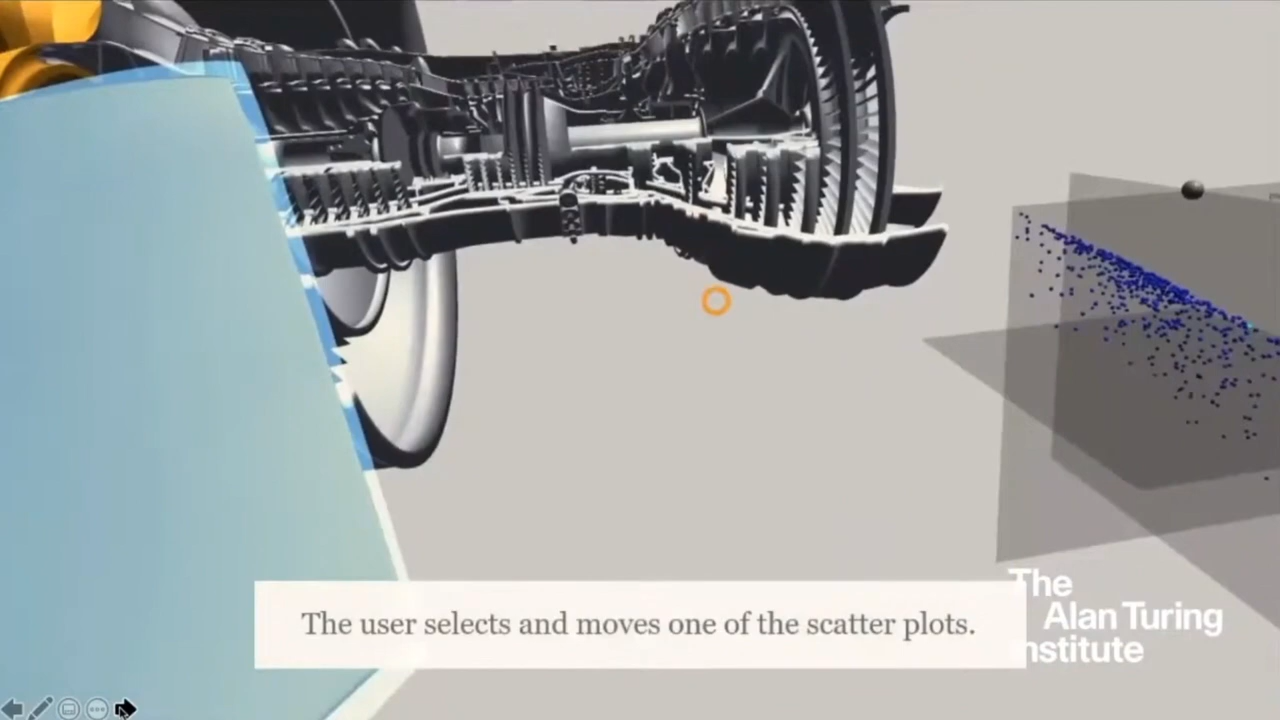 The user selects and moves one of the scatter plots.
The
Alan Turing
nstitute